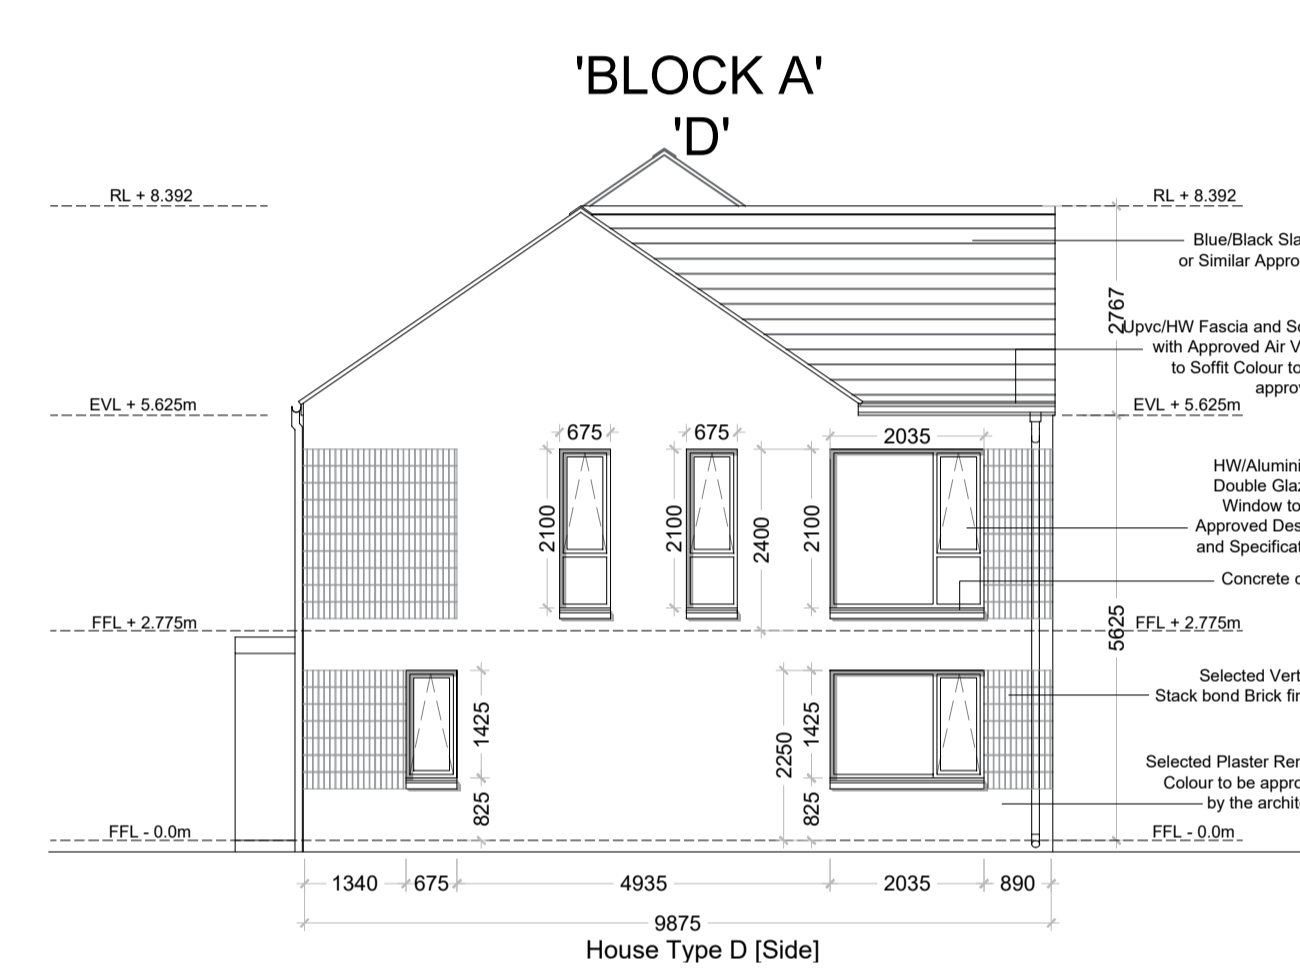 'BLOCK A'
'D'
RL + 8.392
RL + 8.392
Blue/Black Sla
or Similar Appro
2767
Upvc/HW Fascia and So
with Approved Air V
to Soffit Colour to
approv
EVL + 5.625m
EVL + 5.625m
675
675
2035
2100
2100
2400
2100
HW/Alumini
Double Glaz
Window to
Approved Des
and Specificat
Concrete c
FFL + 2.775m
FFL + 2.775m
5625
Selected Vert
Stack bond Brick fin
1425
825
2250
1425
825
Selected Plaster Ren
Colour to be appro
by the archite
FFL - 0.0m
FFL - 0.0m
1340
675
4935
2035
890
9875
House Type D [Side]